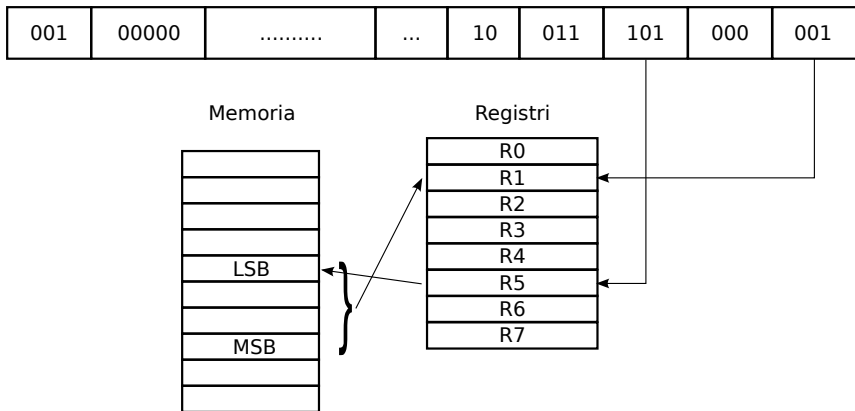 001 00000 .......... ... 10 011 101 000 001
Memoria
Registri
R0
R1
R2
R3
R4
LSB
R5
R6
MSB
R7